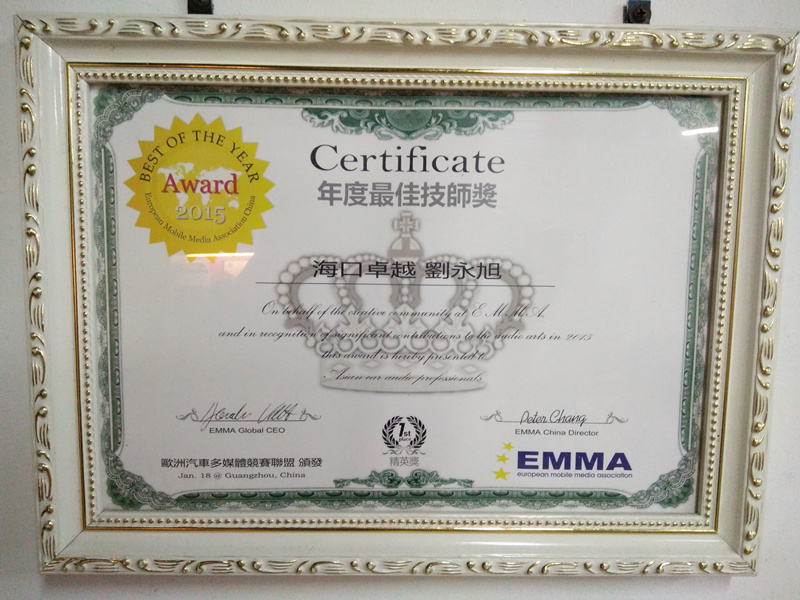 BEST OF THE YEAR
Award
2015
European Mobile Media Association China
Certificate
年度最佳技師獎
海口卓越 劉永旭
On behalf of the creative community at E.M.M.A.
and in recognition of significant contributions to the audio arts in 2015
this award is hereby presented to
Asian car audio professionals
EMMA Global CEO
1st
place
精英獎
Peter Chang
EMMA China Director
歐洲汽車多媒體競賽聯盟 頒發
Jan. 18 @ Guangzhou, China
EMMA
european mobile media association